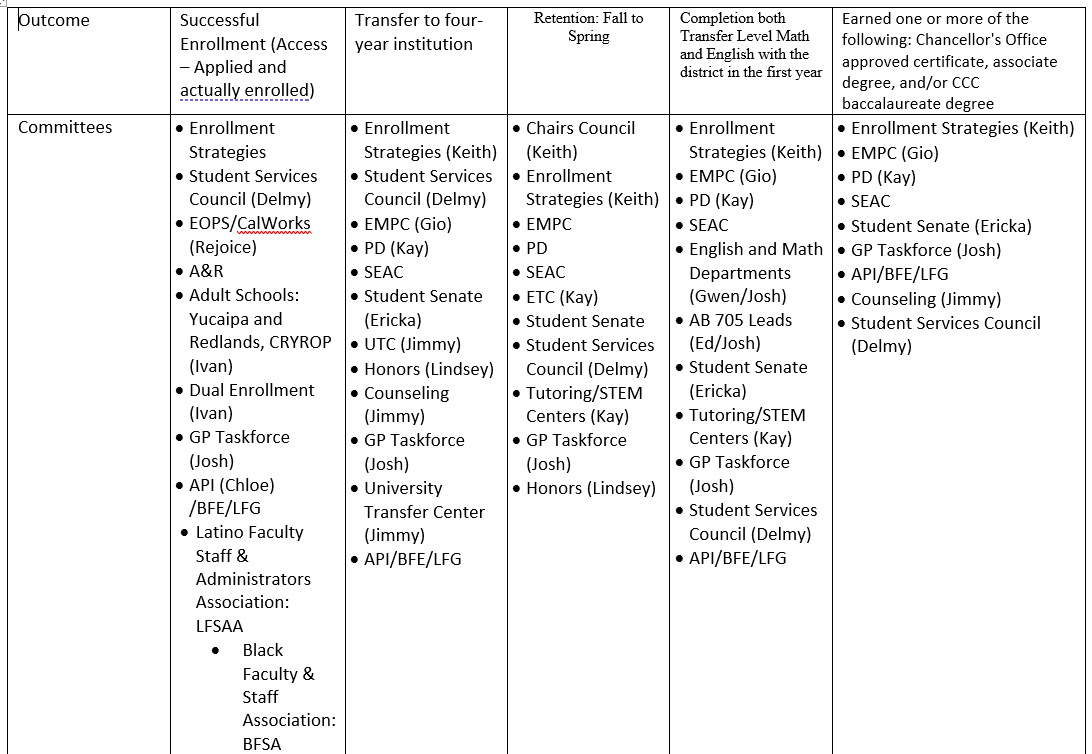 Outcome
Successful
Enrollment (Access
– Applied and
actually enrolled)
Transfer to four-
year institution
Retention: Fall to
Spring
Completion both
Transfer Level Math
and English with the
district in the first year
Earned one or more of the
following: Chancellor's Office
approved certificate, associate
degree, and/or CCC
baccalaureate degree
Committees
• Enrollment
Strategies
• Student Services
Council (Delmy)
• EOPS/CalWorks
(Rejoice)
• A&R
• Adult Schools:
Yucaipa and
Redlands, CRYROP
(Ivan)
• Dual Enrollment
(Ivan)
• GP Taskforce
(Josh)
• API (Chloe)
/BFE/LFG
• Latino Faculty
Staff &
Administrators
Association:
LFSAA
• Black
Faculty &
Staff
Association:
BFSA
• Enrollment
Strategies (Keith)
• Student Services
Council (Delmy)
• EMPC (Gio)
• PD (Kay)
• SEAC
• Student Senate
(Ericka)
• UTC (Jimmy)
• Honors (Lindsey)
• Counseling
(Jimmy)
• GP Taskforce
(Josh)
• University
Transfer Center
(Jimmy)
• API/BFE/LFG
• Chairs Council
(Keith)
• Enrollment
Strategies (Keith)
• EMPC
• PD
• SEAC
• ETC (Kay)
• Student Senate
• Student Services
Council (Delmy)
• Tutoring/STEM
Centers (Kay)
• GP Taskforce
(Josh)
• Honors (Lindsey)
• Enrollment
Strategies (Keith)
• EMPC (Gio)
• PD (Kay)
• SEAC
• English and Math
Departments
(Gwen/Josh)
• AB 705 Leads
(Ed/Josh)
• Student Senate
(Ericka)
• Tutoring/STEM
Centers (Kay)
• GP Taskforce
(Josh)
• Student Services
Council (Delmy)
• API/BFE/LFG
• Enrollment Strategies (Keith)
• EMPC (Gio)
• PD (Kay)
• SEAC
• Student Senate (Ericka)
• GP Taskforce (Josh)
• API/BFE/LFG
• Counseling (Jimmy)
• Student Services Council
(Delmy)